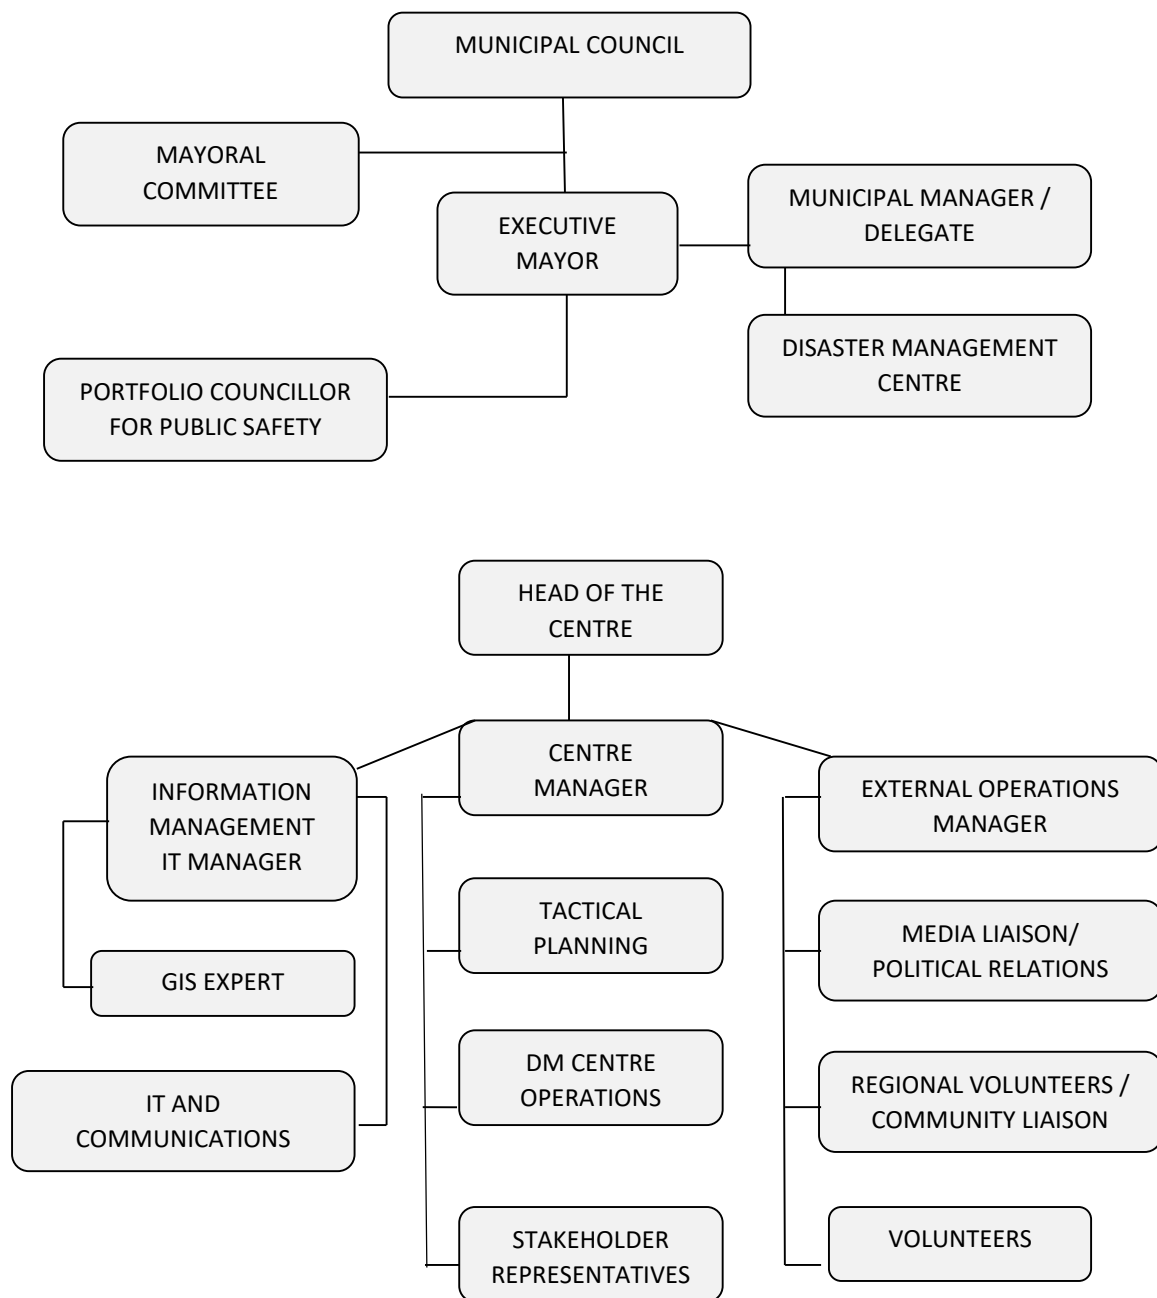 MUNICIPAL COUNCIL
MAYORAL
COMMITTEE
MUNICIPAL MANAGER /
DELEGATE
EXECUTIVE
MAYOR
DISASTER MANAGEMENT
CENTRE
PORTFOLIO COUNCILLOR
FOR PUBLIC SAFETY
HEAD OF THE
CENTRE
CENTRE
MANAGER
INFORMATION
MANAGEMENT
IT MANAGER
EXTERNAL OPERATIONS
MANAGER
TACTICAL
PLANNING
MEDIA LIAISON/
POLITICAL RELATIONS
GIS EXPERT
DM CENTRE
OPERATIONS
REGIONAL VOLUNTEERS /
COMMUNITY LIAISON
IT AND
COMMUNICATIONS
STAKEHOLDER
REPRESENTATIVES
VOLUNTEERS